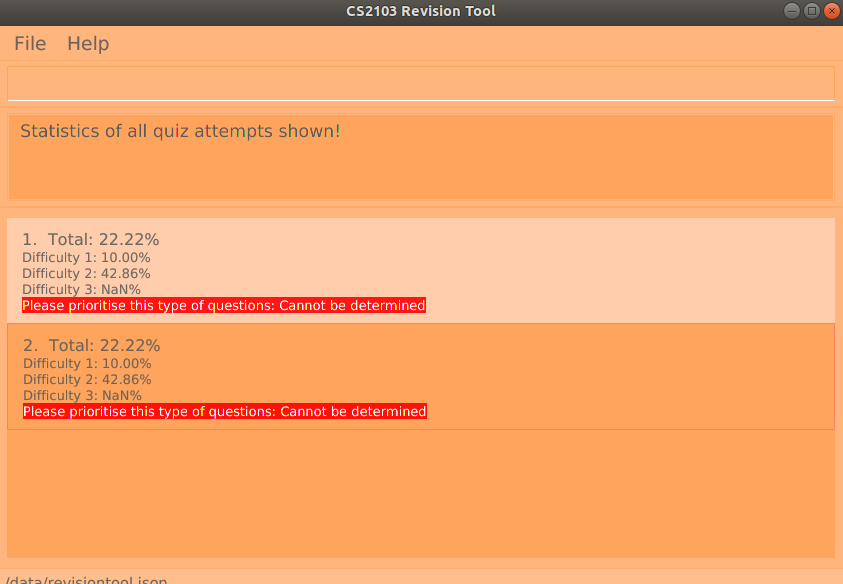 CS2103 Revision Tool
File Help
Statistics of all quiz attempts shown!
1. Total: 22.22%
Difficulty 1: 10.00%
Difficulty 2: 42.86%
Difficulty 3: NaN%
Please prioritise this type of questions: Cannot be determined
2. Total: 22.22%
Difficulty 1: 10.00%
Difficulty 2: 42.86%
Difficulty 3: NaN%
Please prioritise this type of questions: Cannot be determined
/data/revisiontool.json